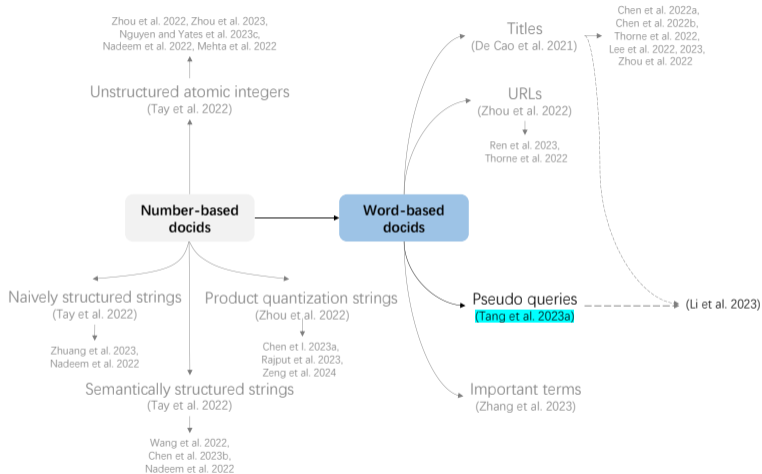 Zhou et al. 2022, Zhou et al. 2023,
Nguyen and Yates et al. 2023c,
Nadeem et al. 2022, Mehta et al. 2022
Unstructured atomic integers
(Tay et al. 2022)
Number-based
docids
Naively structured strings
(Tay et al. 2022)
Zhuang et al. 2023,
Nadeem et al. 2022
Product quantization strings
(Zhou et al. 2022)
Chen et l. 2023a,
Rajput et al. 2023,
Zeng et al. 2024
Semantically structured strings
(Tay et al. 2022)
Wang et al. 2022,
Chen et al. 2023b,
Nadeem et al. 2022
Word-based
docids
Titles
(De Cao et al. 2021)
Chen et al. 2022a,
Chen et al. 2022b,
Thorne et al. 2022,
Lee et al. 2022, 2023,
Zhou et al. 2022
URLs
(Zhou et al. 2022)
Ren et al. 2023,
Thorne et al. 2022
Pseudo queries
(Tang et al. 2023a)
(Li et al. 2023)
Important terms
(Zhang et al. 2023)